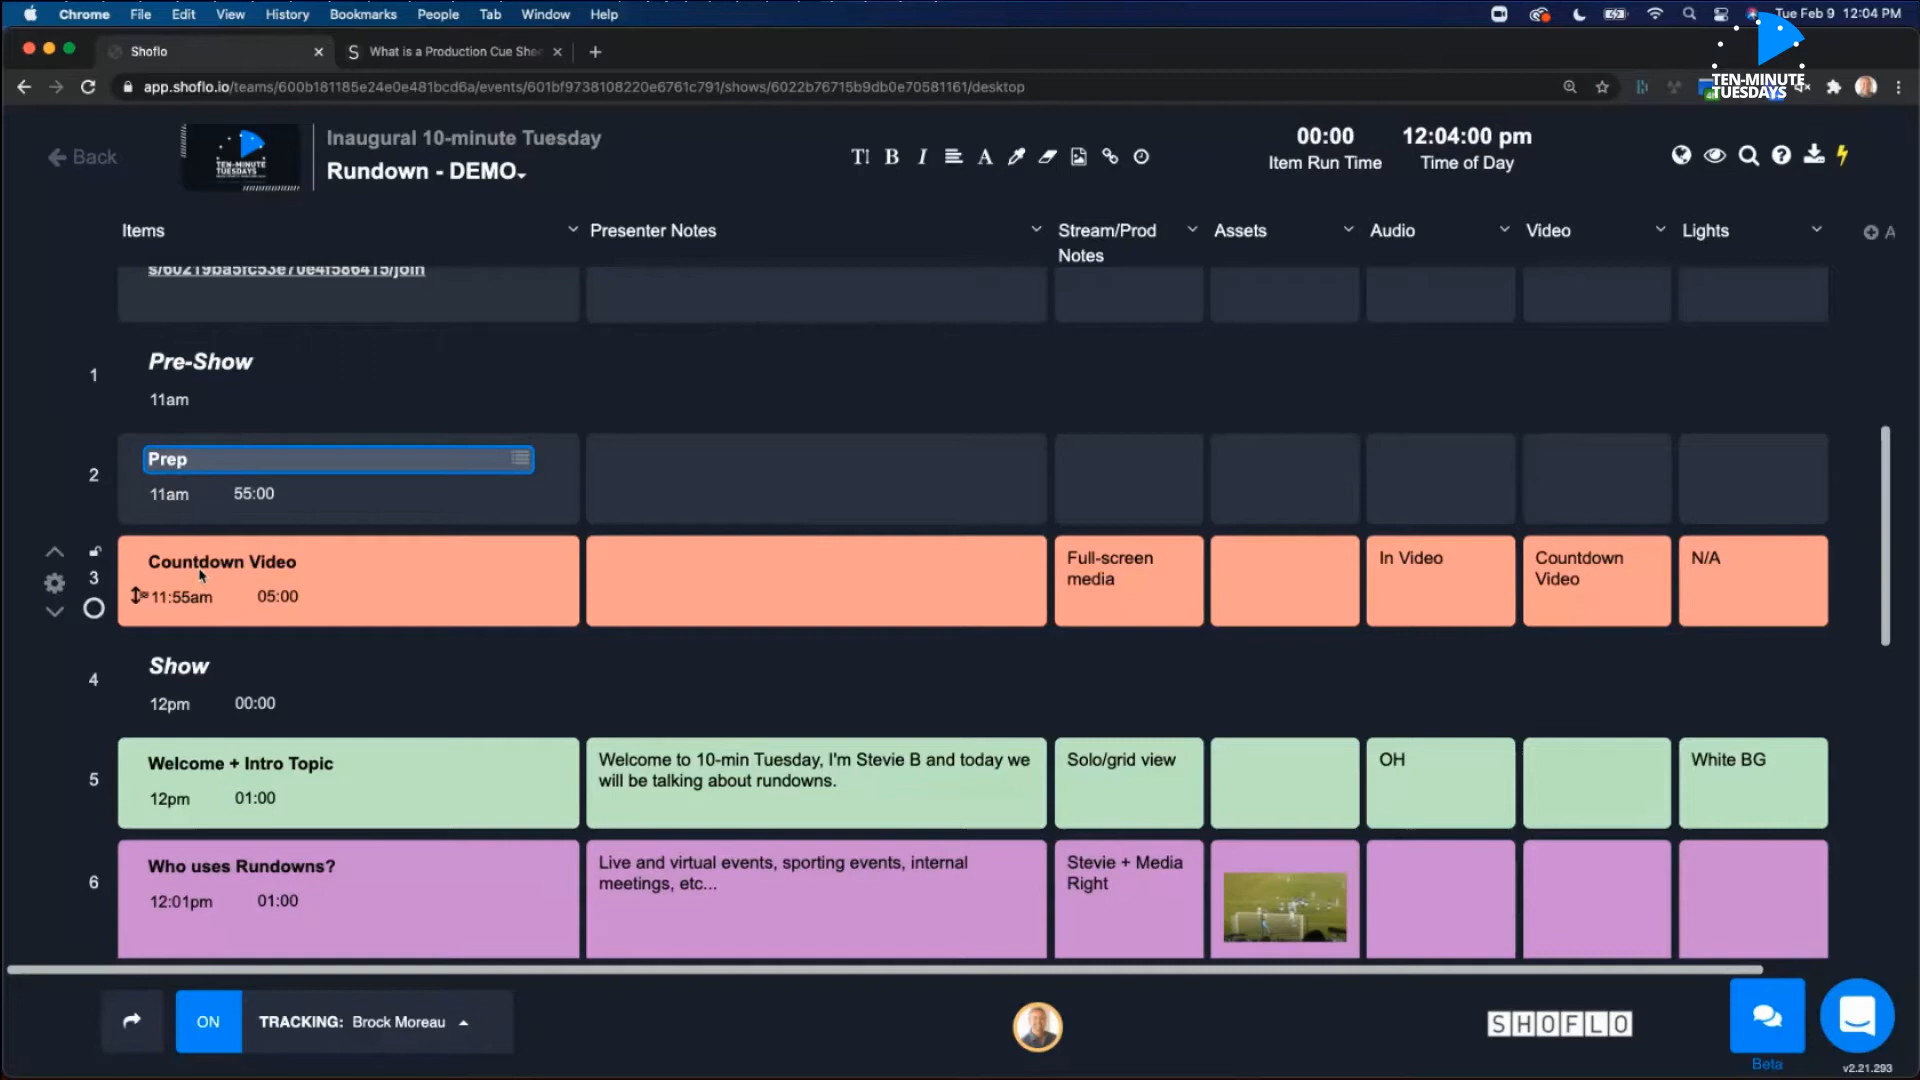 Chrome File Edit View History Bookmarks People Tab Window Help
Tue Feb 9 12:04 PM
Shoflo
What is a Production Cue She
app.shoflo.io/teams/600b181185e24e0e481bcd6a/events/601bf9738108220e6761c791/shows/6022b76715b9db0e70581161/desktop
TEN-MINUTE
TUESDAYS
Back
TEN-MINUTE
TUESDAYS
Inaugural 10-minute Tuesday
Rundown - DEMO
00:00
Item Run Time
12:04:00 pm
Time of Day
Items
Presenter Notes
Stream/Prod
Notes
Assets
Audio
Video
Lights
A
s/60219ba5fc53e70e4f586415/join
1
Pre-Show
11am
2
Prep
11am 55:00
3
Countdown Video
11:55am 05:00
Full-screen
media
In Video
Countdown
Video
N/A
4
Show
12pm 00:00
5
Welcome + Intro Topic
12pm 01:00
Welcome to 10-min Tuesday, I'm Stevie B and today we
will be talking about rundowns.
Solo/grid view
OH
White BG
6
Who uses Rundowns?
12:01pm 01:00
Live and virtual events, sporting events, internal
meetings, etc...
Stevie + Media
Right
ON
TRACKING: Brock Moreau
SHOFLO
Beta
v2.21.293